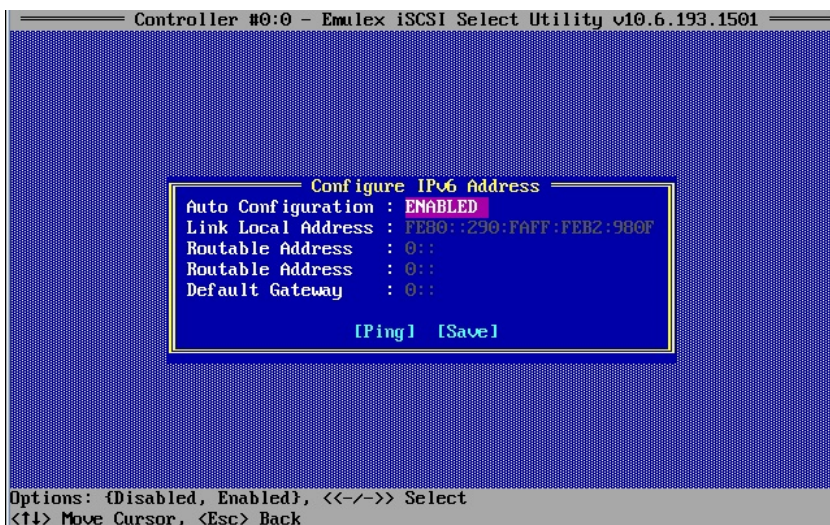 Controller #0:0 - Emulex iSCSI Select Utility v10.6.193.1501
Configure IPv6 Address
Auto Configuration : ENABLED
Link Local Address : FE80::290:FAFF:FEB2:980F
Routable Address : 0::
Routable Address : 0::
Default Gateway : 0::
[Ping] [Save]
Options: {Disabled, Enabled}, <<-/->> Select
<↑↓> Move Cursor, <Esc> Back